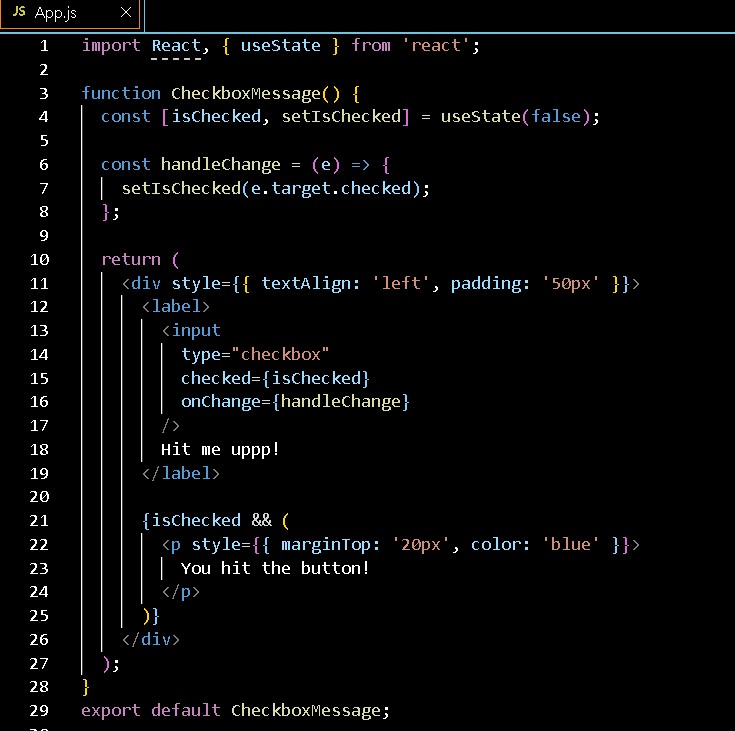 JS App.js ×
1 import React, { useState } from 'react';
2
3 function CheckboxMessage() {
4   const [isChecked, setIsChecked] = useState(false);
5
6   const handleChange = (e) => {
7     setIsChecked(e.target.checked);
8   };
9
10   return (
11     <div style={{ textAlign: 'left', padding: '50px' }}>
12       <label>
13         <input
14           type="checkbox"
15           checked={isChecked}
16           onChange={handleChange}
17         />
18         Hit me uppp!
19       </label>
20
21       {isChecked && (
22         <p style={{ marginTop: '20px', color: 'blue' }}>
23           You hit the button!
24         </p>
25       )}
26     </div>
27   );
28 }
29 export default CheckboxMessage;